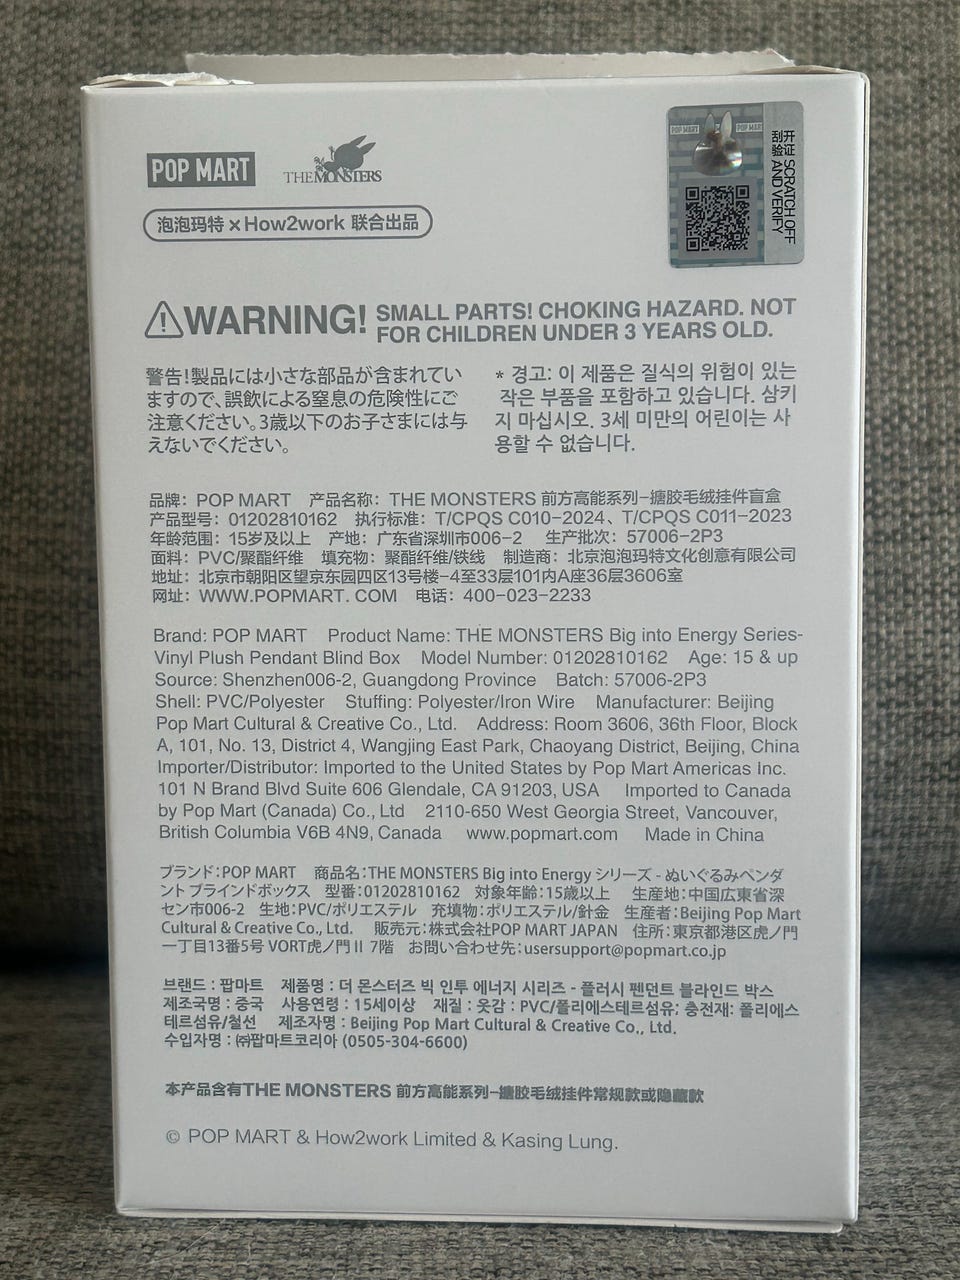 POP MART
THE MONSTERS
泡泡玛特 × How2work 联合出品
POP MART
POP MART
刮开验证 SCRATCH OFF AND VERIFY
WARNING! SMALL PARTS! CHOKING HAZARD. NOT
FOR CHILDREN UNDER 3 YEARS OLD.
警告!製品には小さな部品が含まれてい
ますので、誤飲による窒息の危険性にご
注意ください。3歳以下のお子さまには与
えないでください。
* 경고: 이 제품은 질식의 위험이 있는
작은 부품을 포함하고 있습니다. 삼키
지 마십시오. 3세 미만의 어린이는 사
용할 수 없습니다.
品牌: POP MART 产品名称: THE MONSTERS 前方高能系列-搪胶毛绒挂件盲盒
产品型号: 01202810162 执行标准: T/CPQS C010-2024、T/CPQS C011-2023
年龄范围: 15岁及以上 产地: 广东省深圳市006-2 生产批次: 57006-2P3
面料: PVC/聚酯纤维 填充物: 聚酯纤维/铁线 制造商: 北京泡泡玛特文化创意有限公司
地址: 北京市朝阳区望京东园四区13号楼-4至33层101内A座36层3606室
网址: WWW.POPMART. COM 电话: 400-023-2233
Brand: POP MART Product Name: THE MONSTERS Big into Energy Series-
Vinyl Plush Pendant Blind Box Model Number: 01202810162 Age: 15 & up
Source: Shenzhen006-2, Guangdong Province Batch: 57006-2P3
Shell: PVC/Polyester Stuffing: Polyester/Iron Wire Manufacturer: Beijing
Pop Mart Cultural & Creative Co., Ltd. Address: Room 3606, 36th Floor, Block
A, 101, No. 13, District 4, Wangjing East Park, Chaoyang District, Beijing, China
Importer/Distributor: Imported to the United States by Pop Mart Americas Inc.
101 N Brand Blvd Suite 606 Glendale, CA 91203, USA Imported to Canada
by Pop Mart (Canada) Co., Ltd 2110-650 West Georgia Street, Vancouver,
British Columbia V6B 4N9, Canada www.popmart.com Made in China
ブランド:POP MART 商品名:THE MONSTERS Big into Energy シリーズ - ぬいぐるみペンダ
ント ブラインドボックス 型番:01202810162 対象年齢:15歳以上 生産地:中国広東省深
セン市006-2 生地:PVC/ポリエステル 充填物:ポリエステル/針金 生産者:Beijing Pop Mart
Cultural & Creative Co., Ltd. 販売元:株式会社POP MART JAPAN 住所:東京都港区虎ノ門
一丁目13番5号 VORT虎ノ門Ⅱ 7階 お問い合わせ先:usersupport@popmart.co.jp
브랜드 : 팝마트 제품명 : 더 몬스터즈 빅 인투 에너지 시리즈 - 플러시 펜던트 블라인드 박스
제조국명 : 중국 사용연령 : 15세이상 재질 : 옷감 : PVC/폴리에스테르섬유; 충전재: 폴리에스
테르섬유/철선 제조자명 : Beijing Pop Mart Cultural & Creative Co., Ltd.
수입자명 : ㈜팝마트코리아 (0505-304-6600)
本产品含有THE MONSTERS 前方高能系列-搪胶毛绒挂件常规款或隐藏款
© POP MART & How2work Limited & Kasing Lung.